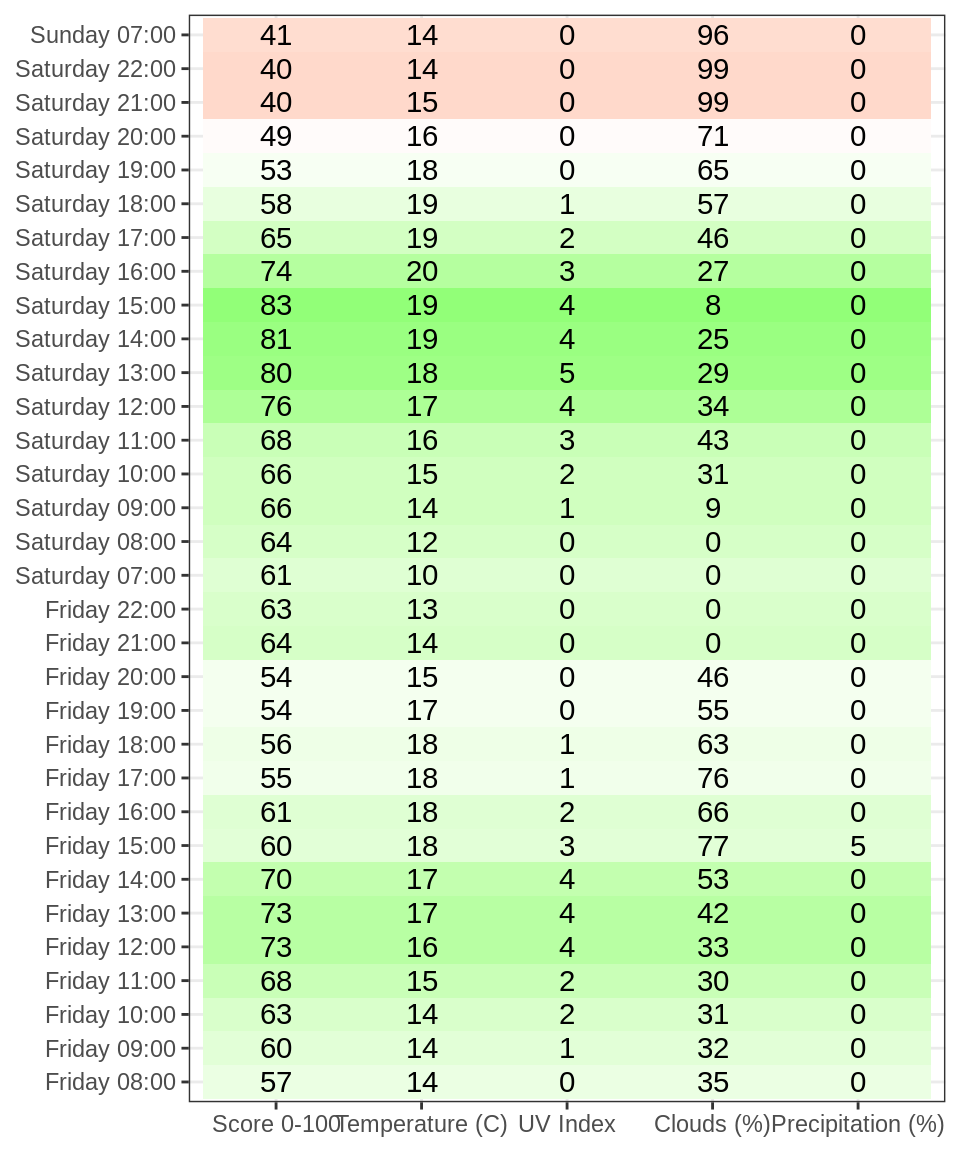 Sunday 07:00 41 14 0 96 0
Saturday 22:00 40 14 0 99 0
Saturday 21:00 40 15 0 99 0
Saturday 20:00 49 16 0 71 0
Saturday 19:00 53 18 0 65 0
Saturday 18:00 58 19 1 57 0
Saturday 17:00 65 19 2 46 0
Saturday 16:00 74 20 3 27 0
Saturday 15:00 83 19 4 8 0
Saturday 14:00 81 19 4 25 0
Saturday 13:00 80 18 5 29 0
Saturday 12:00 76 17 4 34 0
Saturday 11:00 68 16 3 43 0
Saturday 10:00 66 15 2 31 0
Saturday 09:00 66 14 1 9 0
Saturday 08:00 64 12 0 0 0
Saturday 07:00 61 10 0 0 0
Friday 22:00 63 13 0 0 0
Friday 21:00 64 14 0 0 0
Friday 20:00 54 15 0 46 0
Friday 19:00 54 17 0 55 0
Friday 18:00 56 18 1 63 0
Friday 17:00 55 18 1 76 0
Friday 16:00 61 18 2 66 0
Friday 15:00 60 18 3 77 5
Friday 14:00 70 17 4 53 0
Friday 13:00 73 17 4 42 0
Friday 12:00 73 16 4 33 0
Friday 11:00 68 15 2 30 0
Friday 10:00 63 14 2 31 0
Friday 09:00 60 14 1 32 0
Friday 08:00 57 14 0 35 0
Score 0-100 Temperature (C) UV Index Clouds (%) Precipitation (%)